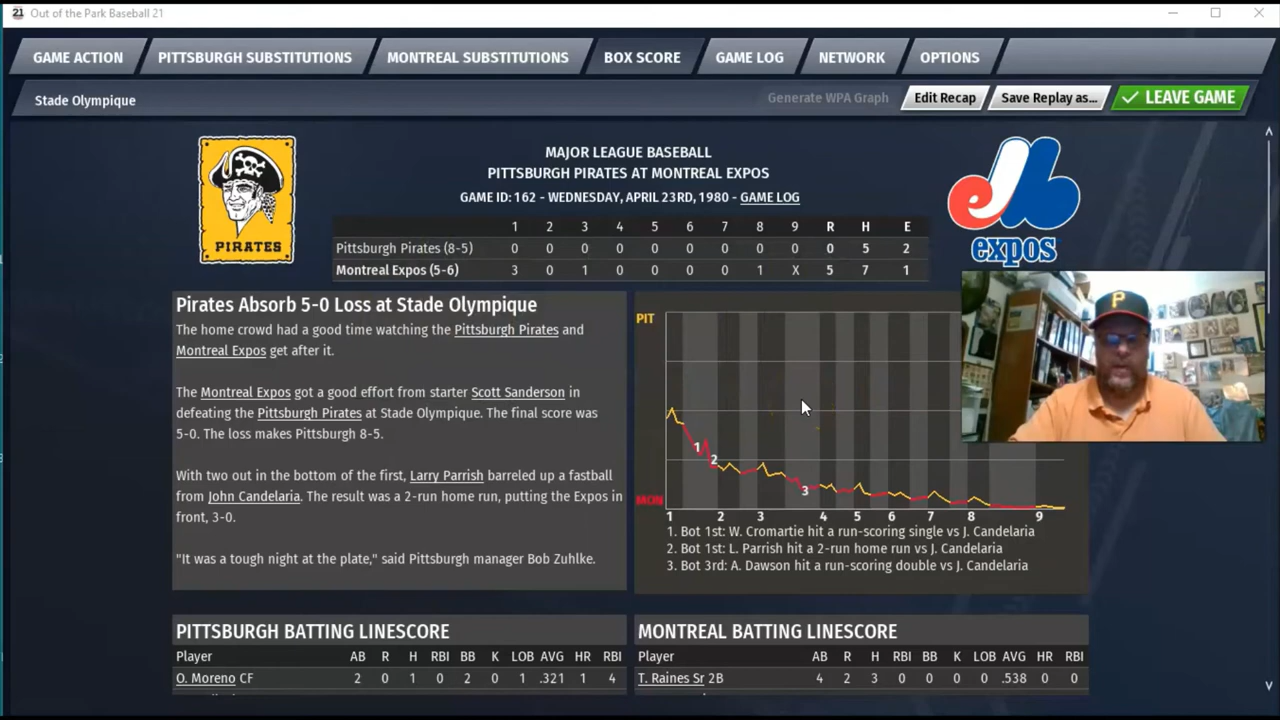 21 Out of the Park Baseball 21
GAME ACTION PITTSBURGH SUBSTITUTIONS MONTREAL SUBSTITUTIONS BOX SCORE GAME LOG NETWORK OPTIONS
Stade Olympique Generate WPA Graph Edit Recap Save Replay as... LEAVE GAME
PIRATES
expos
MAJOR LEAGUE BASEBALL
PITTSBURGH PIRATES AT MONTREAL EXPOS
GAME ID: 162 - WEDNESDAY, APRIL 23RD, 1980 - GAME LOG
1 2 3 4 5 6 7 8 9 R H E
Pittsburgh Pirates (8-5) 0 0 0 0 0 0 0 0 0 0 5 2
Montreal Expos (5-6) 3 0 1 0 0 0 0 1 X 5 7 1
Pirates Absorb 5-0 Loss at Stade Olympique
The home crowd had a good time watching the Pittsburgh Pirates and
Montreal Expos get after it.
The Montreal Expos got a good effort from starter Scott Sanderson in
defeating the Pittsburgh Pirates at Stade Olympique. The final score was
5-0. The loss makes Pittsburgh 8-5.
With two out in the bottom of the first, Larry Parrish barreled up a fastball
from John Candelaria. The result was a 2-run home run, putting the Expos in
front, 3-0.
"It was a tough night at the plate," said Pittsburgh manager Bob Zuhlke.
PIT
1
2
3
MON
1 2 3 4 5 6 7 8 9
1. Bot 1st: W. Cromartie hit a run-scoring single vs J. Candelaria
2. Bot 1st: L. Parrish hit a 2-run home run vs J. Candelaria
3. Bot 3rd: A. Dawson hit a run-scoring double vs J. Candelaria
P
PITTSBURGH BATTING LINESCORE
Player AB R H RBI BB K LOB AVG HR RBI
O. Moreno CF 2 0 1 0 2 0 1 .321 1 4
MONTREAL BATTING LINESCORE
Player AB R H RBI BB K LOB AVG HR RBI
T. Raines Sr 2B 4 2 3 0 0 0 0 .538 0 0